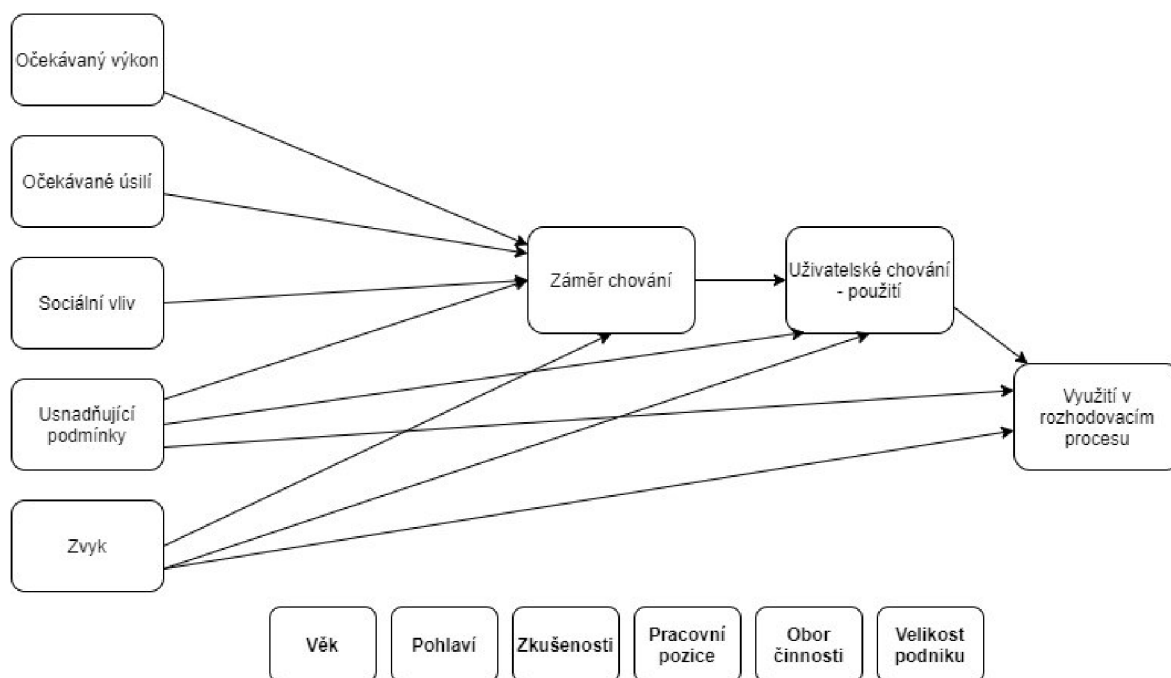 Očekávaný výkon
Očekávané úsilí
Sociální vliv
Usnadňující
podmínky
Zvyk
Záměr chování
Uživatelské chování
- použití
Využití v
rozhodovacím
procesu
Věk
Pohlaví
Zkušenosti
Pracovní
pozice
Obor
činnosti
Velikost
podniku